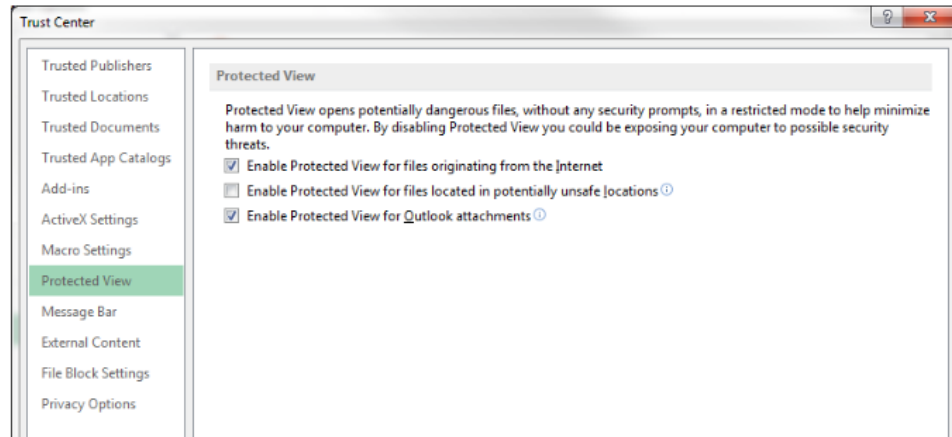 Trust Center
Trusted Publishers
Trusted Locations
Trusted Documents
Trusted App Catalogs
Add-ins
ActiveX Settings
Macro Settings
Protected View
Message Bar
External Content
File Block Settings
Privacy Options
Protected View
Protected View opens potentially dangerous files, without any security prompts, in a restricted mode to help minimize
harm to your computer. By disabling Protected View you could be exposing your computer to possible security
threats.
Enable Protected View for files originating from the Internet
Enable Protected View for files located in potentially unsafe locations
Enable Protected View for Outlook attachments